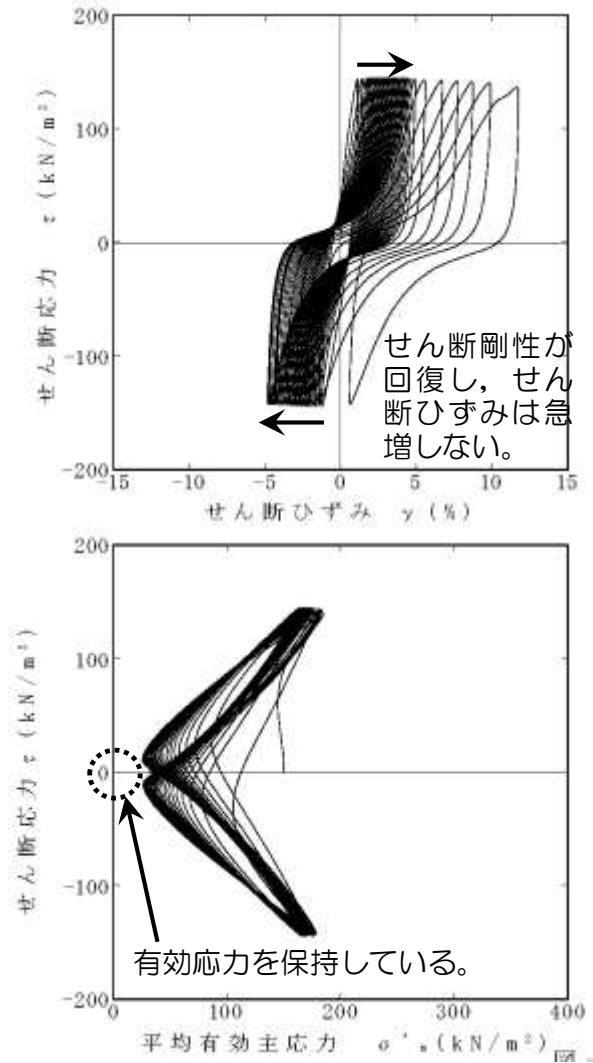 200
100
0
-100
-200
せん断応力 τ (kN/m²)
せん断剛性が
回復し，せん
断ひずみは急
増しない。
-15 -10 -5 0 5 10 15
せん断ひずみ γ (%)
200
100
0
-100
-200
せん断応力 τ (kN/m²)
有効応力を保持している。
0 100 200 300 400
平均有効主応力 σ'ₘ (kN/m²)
図